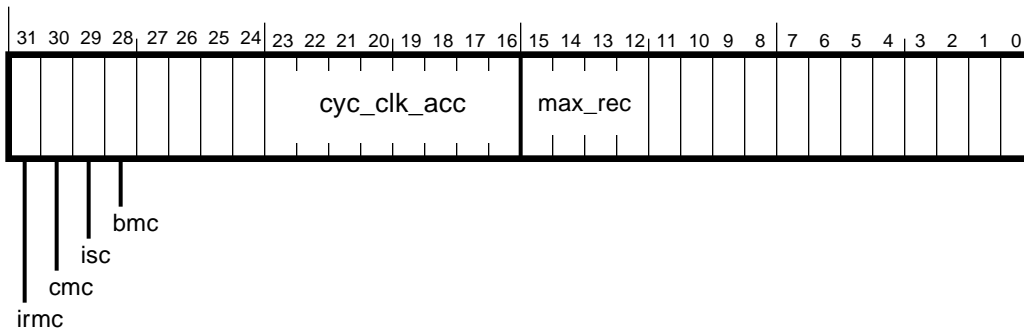 31 30 29 28 27 26 25 24 23 22 21 20 19 18 17 16 15 14 13 12 11 10 9 8 7 6 5 4 3 2 1 0
cyc_clk_acc max_rec
bmc
isc
cmc
irmc